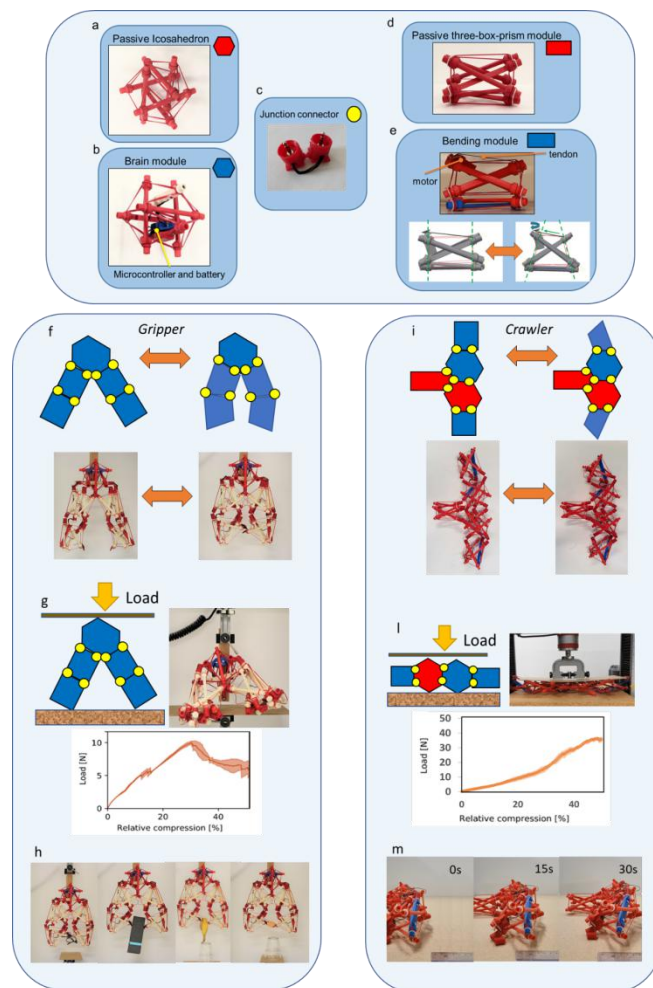 a
Passive Icosahedron
b
Brain module
Microcontroller and battery
c
Junction connector
d
Passive three-box-prism module
e
Bending module
tendon
motor
f
Gripper
g
Load
Load [N]
10
5
0
0
20
40
Relative compression [%]
h
i
Crawler
l
Load
Load [N]
50
40
30
20
10
0
0
20
40
Relative compression [%]
m
0s
15s
30s